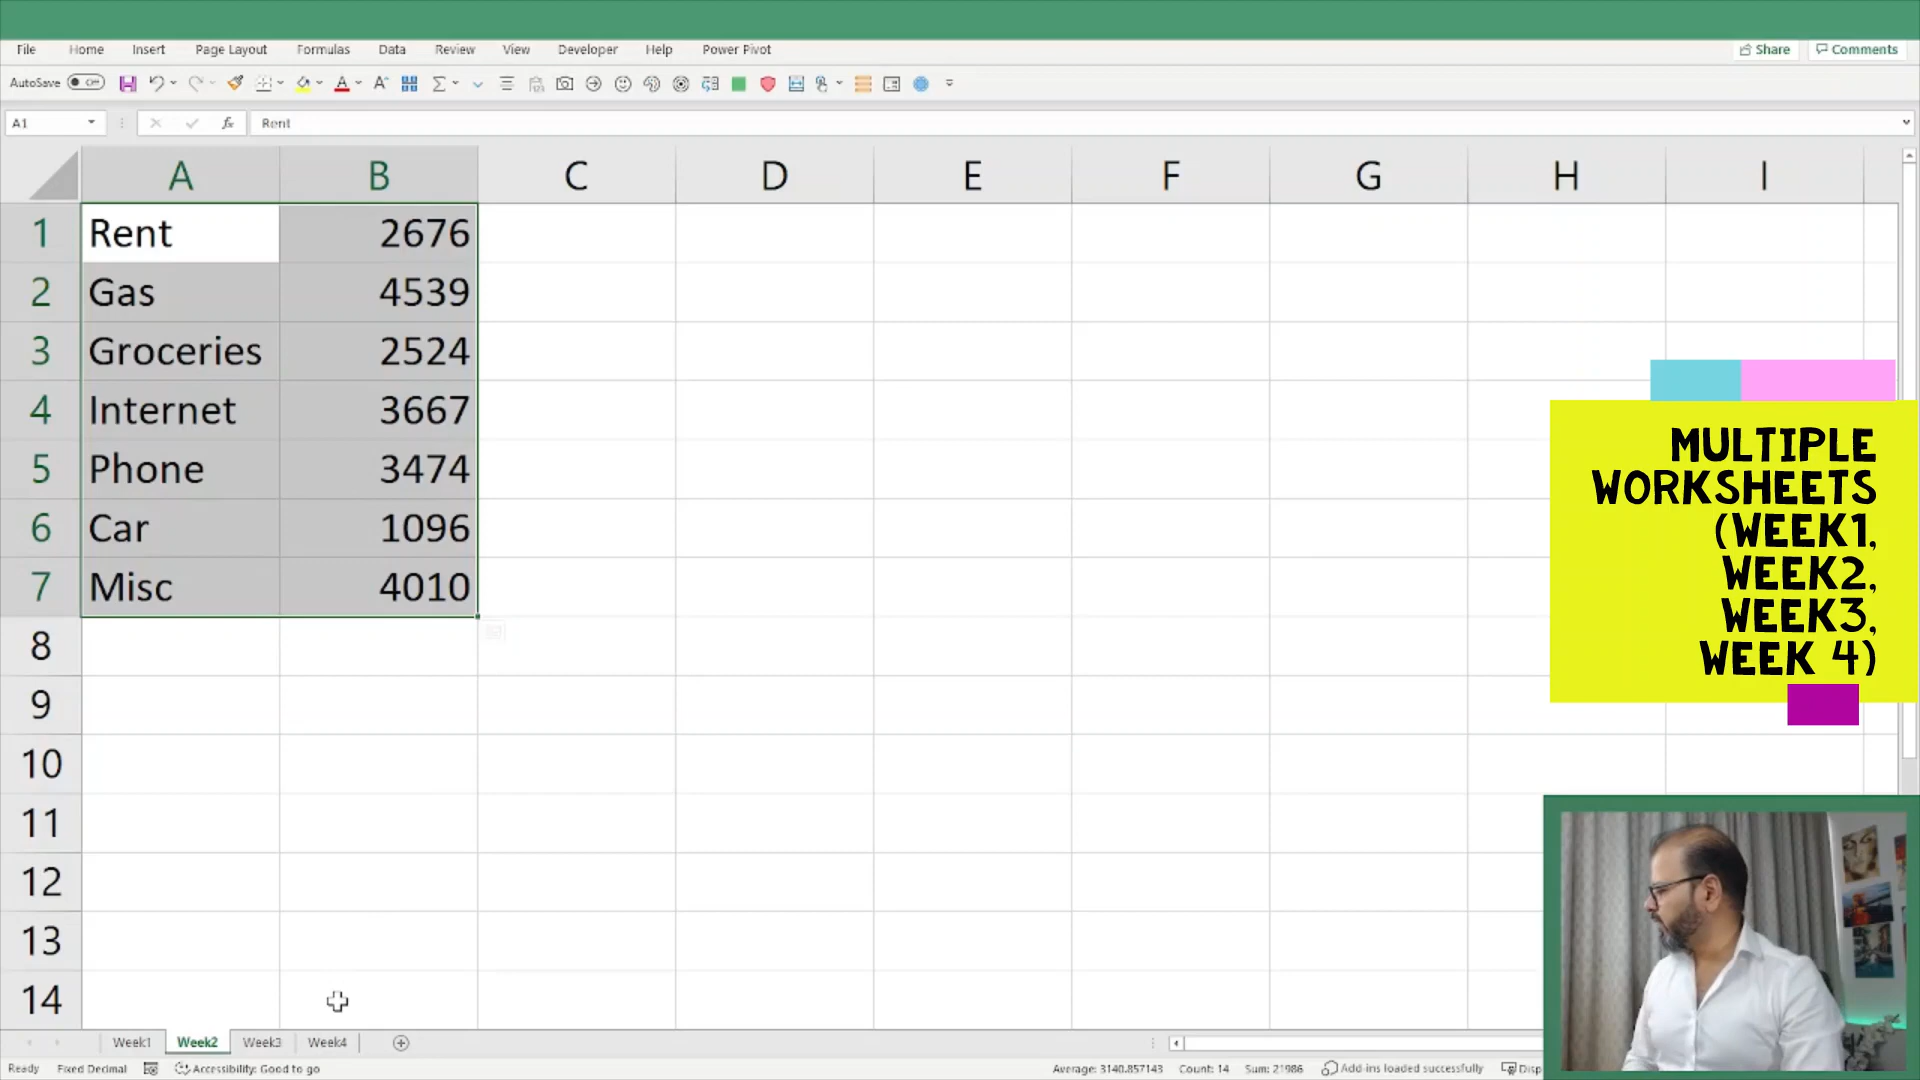 File Home Insert Page Layout Formulas Data Review View Developer Help Power Pivot Share Comments
AutoSave Off
A1 fx Rent
A B C D E F G H I
1 Rent 2676
2 Gas 4539
3 Groceries 2524
4 Internet 3667
5 Phone 3474
6 Car 1096
7 Misc 4010
8
9
10
11
12
13
14
MULTIPLE
WORKSHEETS
(WEEK1,
WEEK2,
WEEK3,
WEEK 4)
Week1 Week2 Week3 Week4
Ready Fixed Decimal Accessibility: Good to go Average: 3140.857143 Count: 14 Sum: 21986 Add-ins loaded successfully Disp